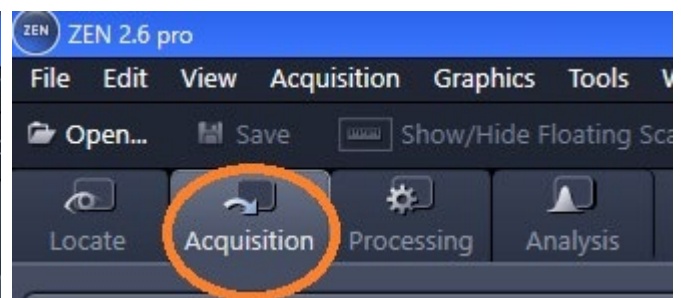 ZEN ZEN 2.6 pro
File Edit View Acquisition Graphics Tools
Open... Save Show/Hide Floating
Locate Acquisition Processing Analysis